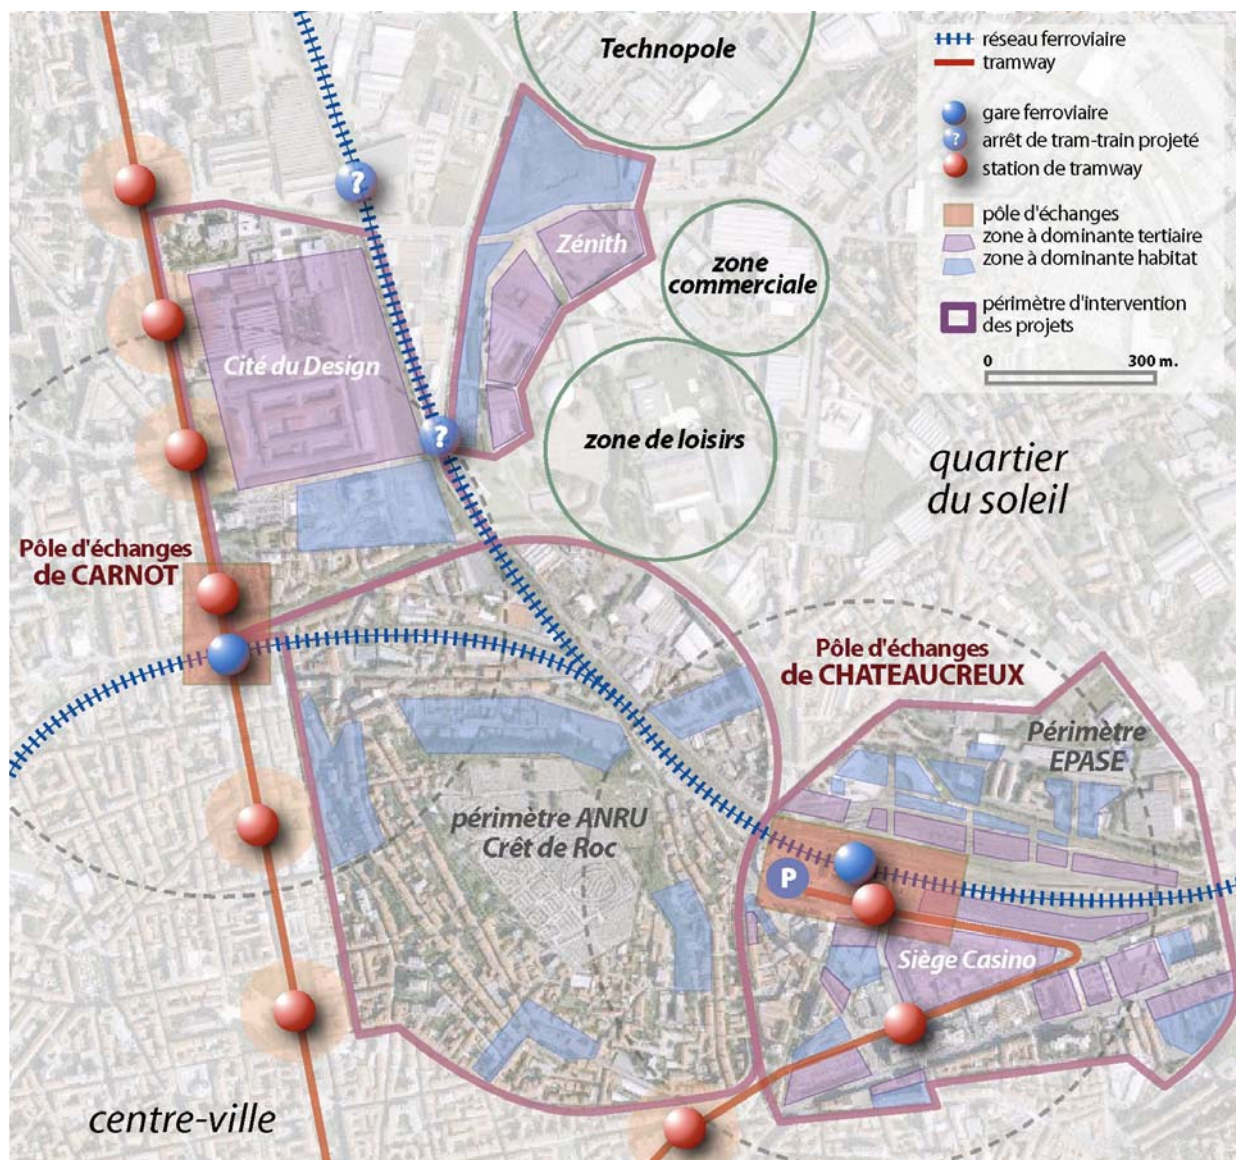 Technopole
réseau ferroviaire
tramway
gare ferroviaire
?
arrêt de tram-train projeté
station de tramway
pôle d'échanges
zone à dominante tertiaire
zone à dominante habitat
périmètre d'intervention
des projets
0 300 m.
?
Zénith
zone
commerciale
Cité du Design
?
zone de loisirs
quartier
du soleil
Pôle d'échanges
de CARNOT
Pôle d'échanges
de CHATEAUCREUX
Périmètre
EPASE
périmètre ANRU
Crêt de Roc
P
Siège Casino
centre-ville